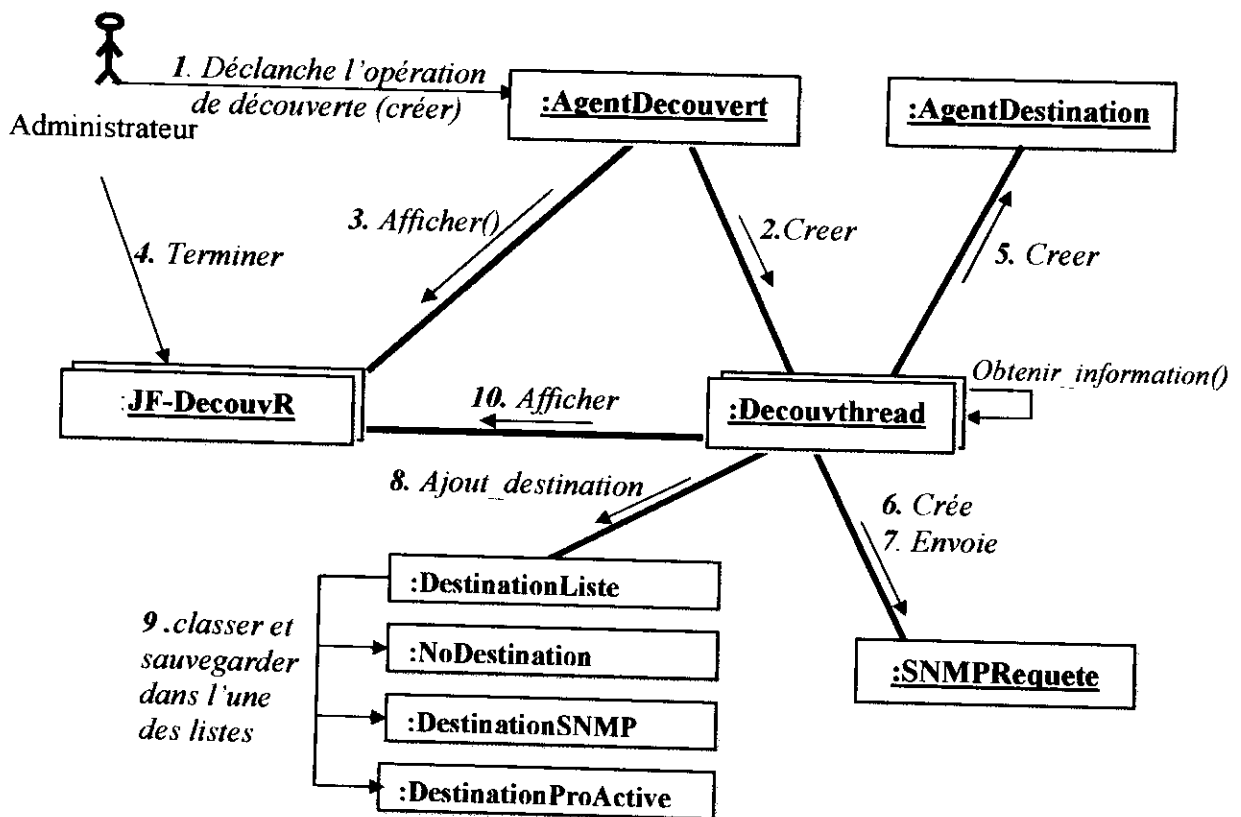 1. Déclanche l'opération
de découverte (créer)
Administrateur
:AgentDecouvert
:AgentDestination
3. Afficher()
2.Creer
5. Creer
4. Terminer
Obtenir_information()
:JF-DecouvR
10. Afficher
:Decouvthread
8. Ajout_destination
6. Crée
7. Envoie
:DestinationListe
9 .classer et
sauvegarder
dans l'une
des listes
:NoDestination
:SNMPRequete
:DestinationSNMP
:DestinationProActive